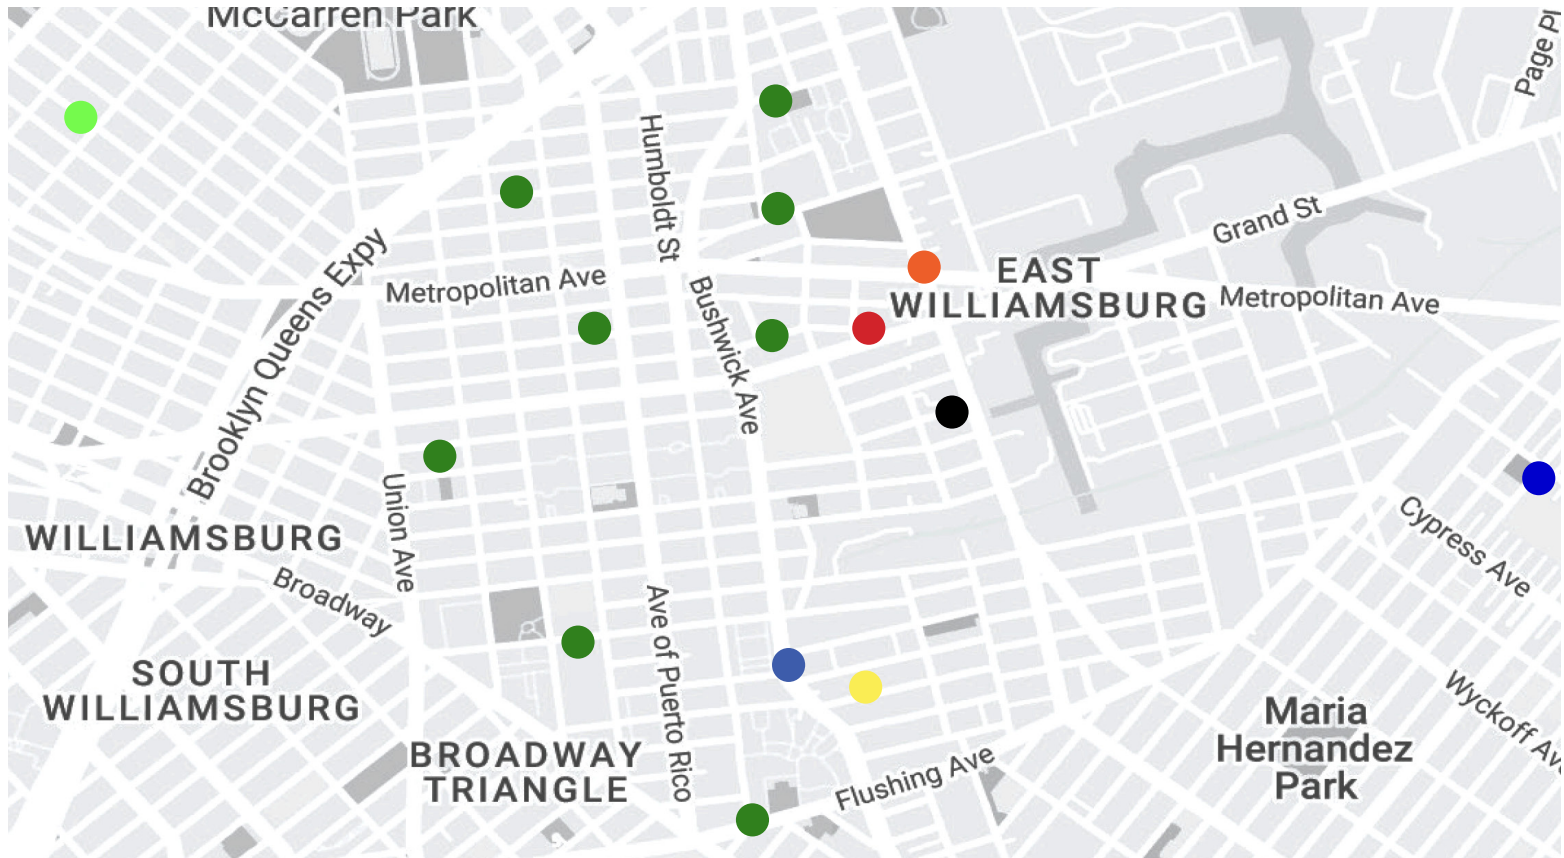 McCarren Park
Page Pl
Humboldt St
Grand St
Brooklyn Queens Expy
Metropolitan Ave
EAST
WILLIAMSBURG
Metropolitan Ave
Bushwick Ave
Union Ave
WILLIAMSBURG
Broadway
Cypress Ave
Ave of Puerto Rico
SOUTH
WILLIAMSBURG
Wyckoff Av
Maria
Hernandez
Park
BROADWAY
TRIANGLE
Flushing Ave